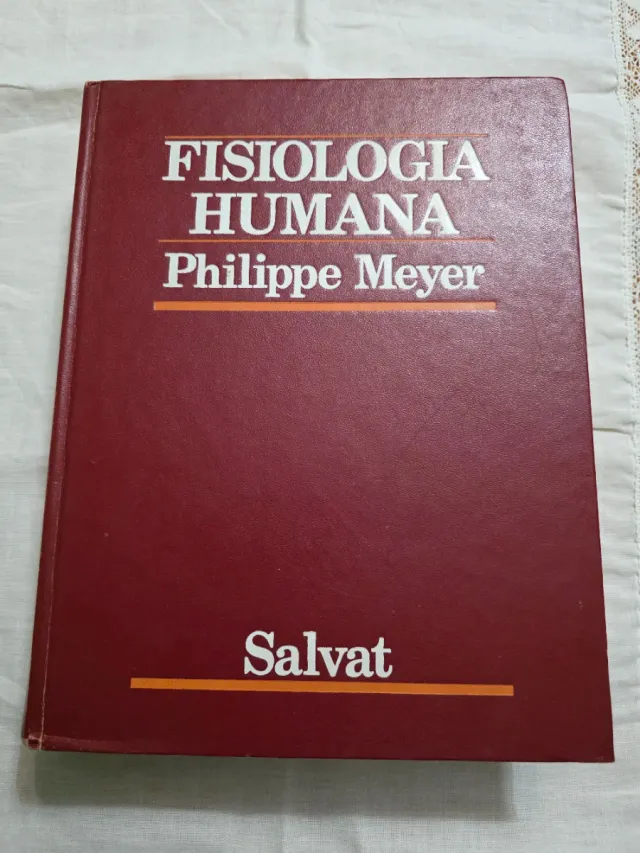 FISIOLOGIA
HUMANA
Philippe Meyer
Salvat